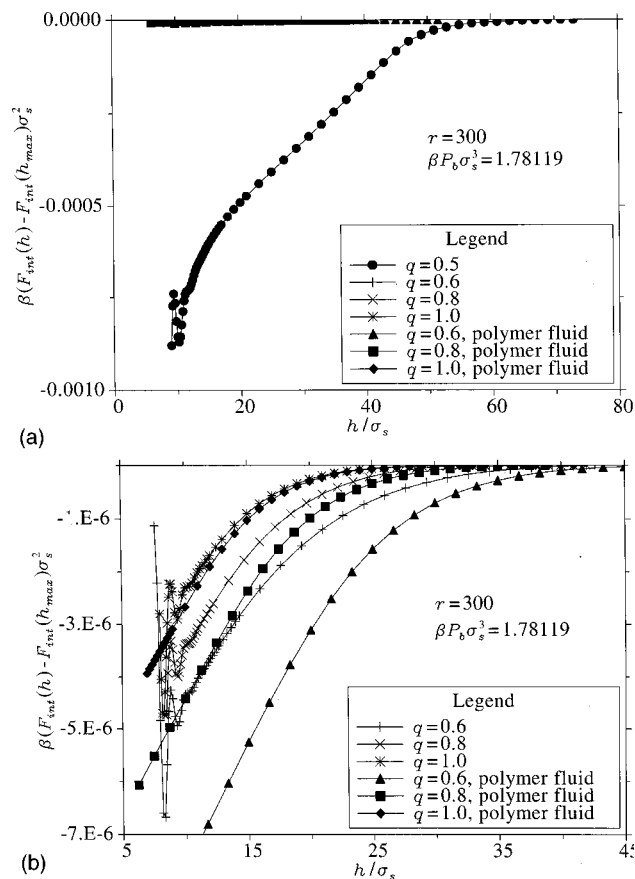 (a)
β(F_int(h) - F_int(h_max))σ_s^2
0.0000
-0.0005
-0.0010
r=300
βP_bσ_s^3=1.78119
Legend
q=0.5
q=0.6
q=0.8
q=1.0
q=0.6, polymer fluid
q=0.8, polymer fluid
q=1.0, polymer fluid
0 20 40 60 80
h/σ_s
(b)
β(F_int(h) - F_int(h_max))σ_s^2
-1.E-6
-3.E-6
-5.E-6
-7.E-6
r=300
βP_bσ_s^3=1.78119
Legend
q=0.6
q=0.8
q=1.0
q=0.6, polymer fluid
q=0.8, polymer fluid
q=1.0, polymer fluid
5 15 25 35 45
h/σ_s